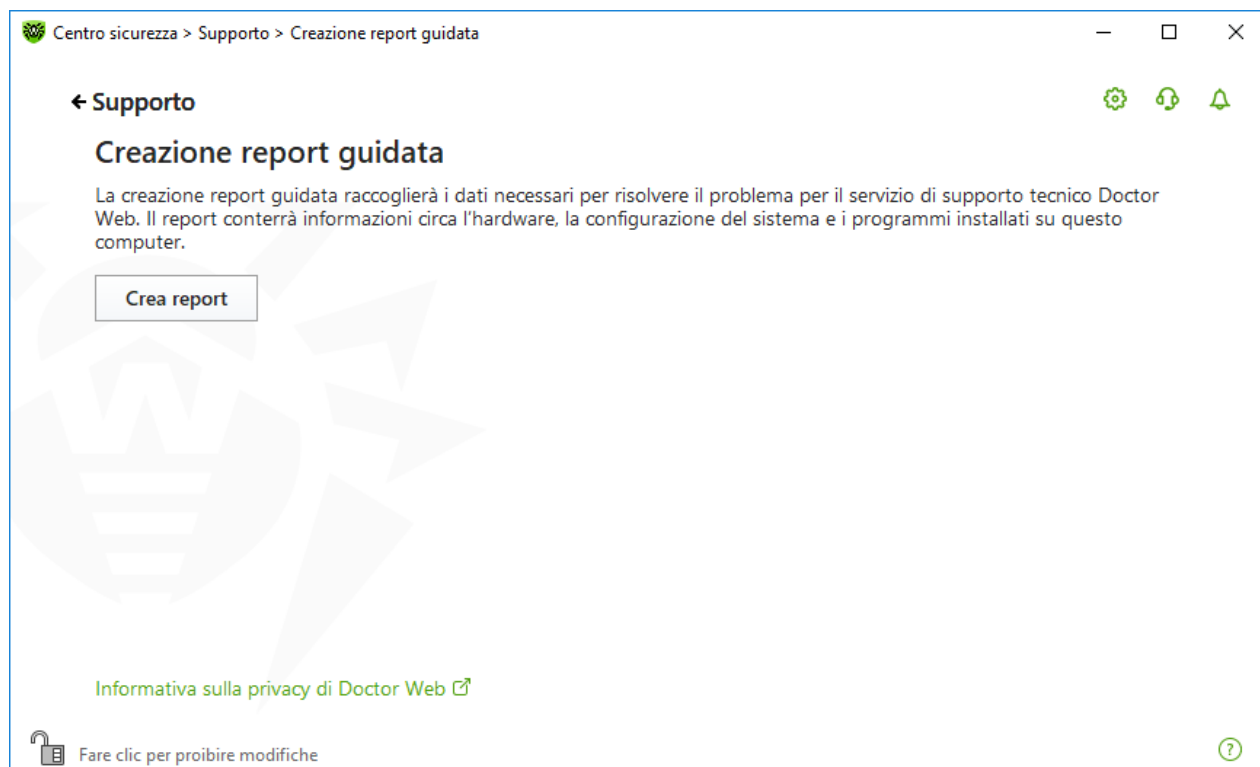 Centro sicurezza > Supporto > Creazione report guidata
Supporto
Creazione report guidata
La creazione report guidata raccoglierà i dati necessari per risolvere il problema per il servizio di supporto tecnico Doctor
Web. Il report conterrà informazioni circa l'hardware, la configurazione del sistema e i programmi installati su questo
computer.
Crea report
Informativa sulla privacy di Doctor Web
Fare clic per proibire modifiche